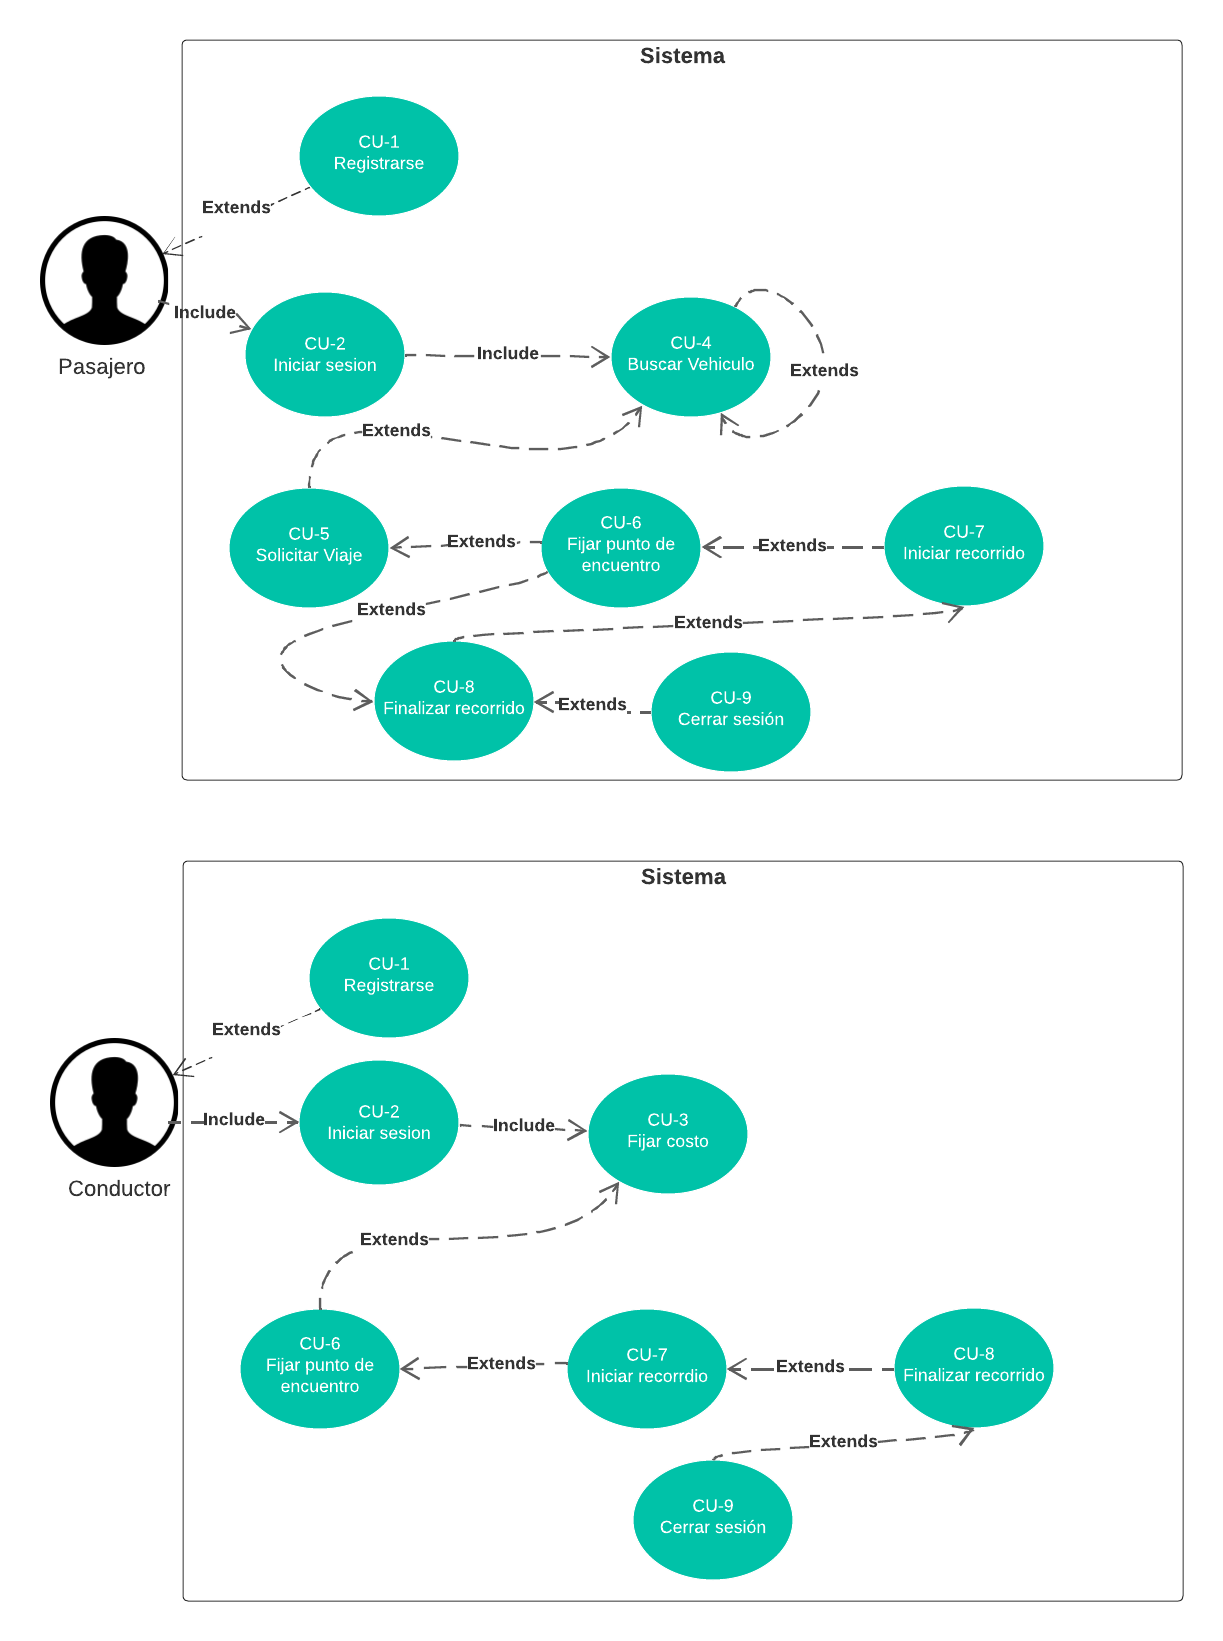 Sistema
CU-1
Registrarse
Extends
Pasajero
Include
CU-2
Iniciar sesion
Include
CU-4
Buscar Vehiculo
Extends
Extends
CU-5
Solicitar Viaje
Extends
CU-6
Fijar punto de
encuentro
Extends
CU-7
Iniciar recorrido
Extends
Extends
CU-8
Finalizar recorrido
Extends
CU-9
Cerrar sesión
Sistema
CU-1
Registrarse
Extends
Conductor
Include
CU-2
Iniciar sesion
Include
CU-3
Fijar costo
Extends
CU-6
Fijar punto de
encuentro
Extends
CU-7
Iniciar recorrdio
Extends
CU-8
Finalizar recorrido
Extends
CU-9
Cerrar sesión